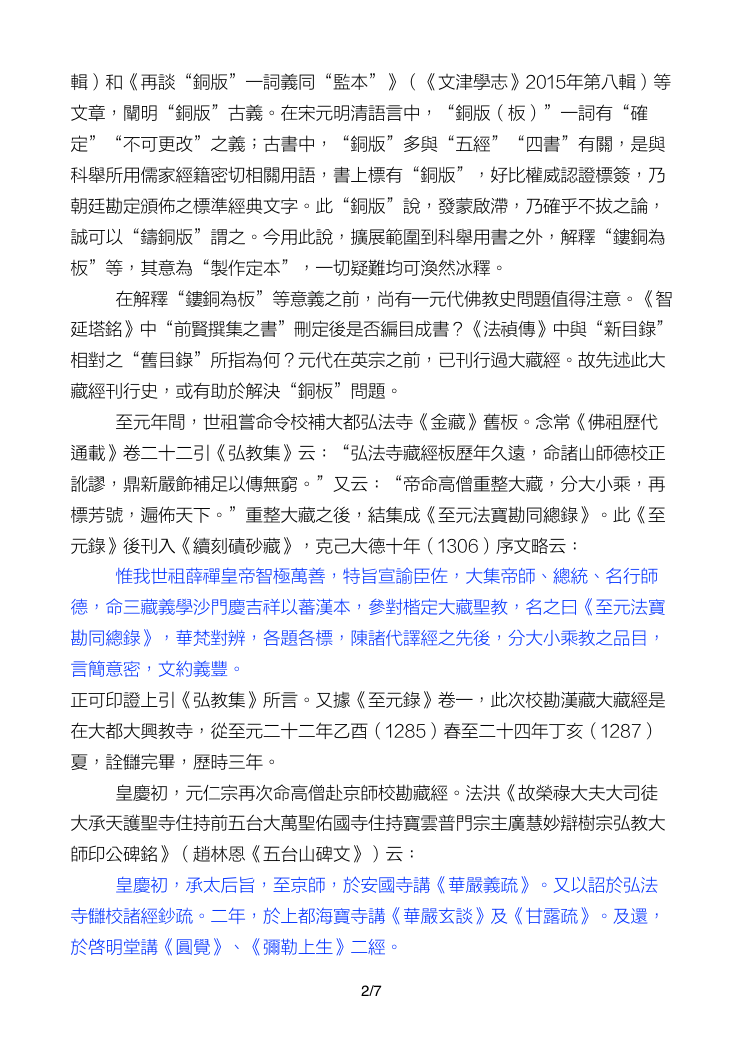 輯）和《再談“銅版”一詞義同“監本”》（《文津學志》2015年第八輯）等
文章，闡明“銅版”古義。在宋元明清語言中，“銅版（板）”一詞有“確
定”“不可更改”之義；古書中，“銅版”多與“五經”“四書”有關，是與
科舉所用儒家經籍密切相關用語，書上標有“銅版”，好比權威認證標簽，乃
朝廷勘定頒佈之標準經典文字。此“銅版”說，發蒙啟滯，乃確乎不拔之論，
誠可以“鑄銅版”謂之。今用此說，擴展範圍到科舉用書之外，解釋“鏤銅為
板”等，其意為“製作定本”，一切疑難均可渙然冰釋。
在解釋“鏤銅為板”等意義之前，尚有一元代佛教史問題值得注意。《智
延塔銘》中“前賢撰集之書”刪定後是否編目成書？《法禎傳》中與“新目錄”
相對之“舊目錄”所指為何？元代在英宗之前，已刊行過大藏經。故先述此大
藏經刊行史，或有助於解決“銅板”問題。
至元年間，世祖嘗命令校補大都弘法寺《金藏》舊板。念常《佛祖歷代
通載》卷二十二引《弘教集》云：“弘法寺藏經板歷年久遠，命諸山師德校正
訛謬，鼎新嚴飾補足以傳無窮。”又云：“帝命高僧重整大藏，分大小乘，再
標芳號，遍佈天下。”重整大藏之後，結集成《至元法寶勘同總錄》。此《至
元錄》後刊入《續刻磧砂藏》，克己大德十年（1306）序文略云：
惟我世祖薛禪皇帝智極萬善，特旨宣諭臣佐，大集帝師、總統、名行師
德，命三藏義學沙門慶吉祥以蕃漢本，參對楷定大藏聖教，名之曰《至元法寶
勘同總錄》，華梵對辨，各題各標，陳諸代譯經之先後，分大小乘教之品目，
言簡意密，文約義豐。
正可印證上引《弘教集》所言。又據《至元錄》卷一，此次校勘漢藏大藏經是
在大都大興教寺，從至元二十二年乙酉（1285）春至二十四年丁亥（1287）
夏，詮讎完畢，歷時三年。
皇慶初，元仁宗再次命高僧赴京師校勘藏經。法洪《故榮祿大夫大司徒
大承天護聖寺住持前五台大萬聖佑國寺住持寶雲普門宗主廣慧妙辯樹宗弘教大
師印公碑銘》（趙林恩《五台山碑文》）云：
皇慶初，承太后旨，至京師，於安國寺講《華嚴義疏》。又以詔於弘法
寺讎校諸經鈔疏。二年，於上都海寶寺講《華嚴玄談》及《甘露疏》。及還，
於啓明堂講《圓覺》、《彌勒上生》二經。
2/7